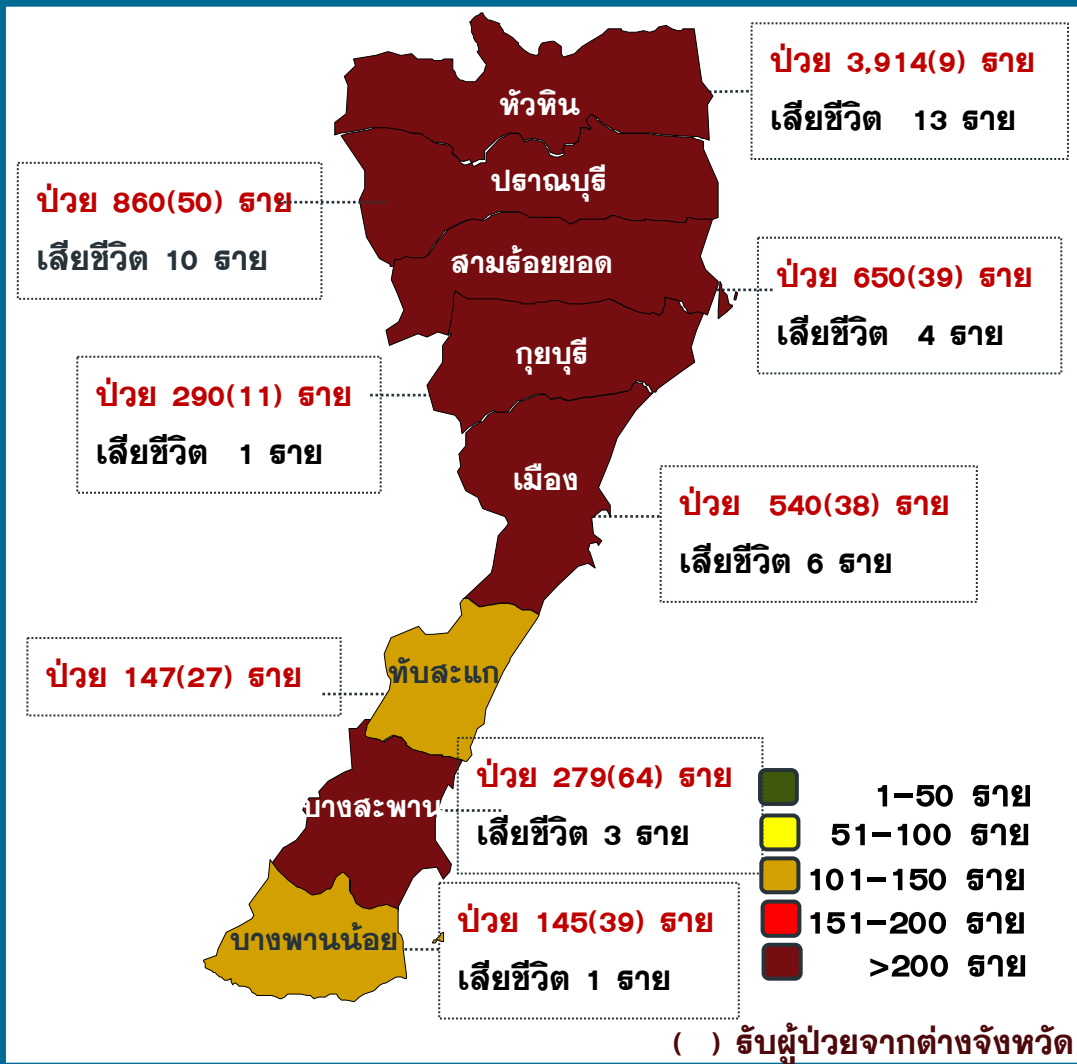 หัวหิน
ป่วย 3,914(9) ราย
เสียชีวิต 13 ราย
ปราณบุรี
ป่วย 860(50) ราย
เสียชีวิต 10 ราย
สามร้อยยอด
ป่วย 650(39) ราย
เสียชีวิต 4 ราย
กุยบุรี
ป่วย 290(11) ราย
เสียชีวิต 1 ราย
เมือง
ป่วย 540(38) ราย
เสียชีวิต 6 ราย
ทับสะแก
ป่วย 147(27) ราย
บางสะพาน
ป่วย 279(64) ราย
เสียชีวิต 3 ราย
บางพานน้อย
ป่วย 145(39) ราย
เสียชีวิต 1 ราย
1-50 ราย
51-100 ราย
101-150 ราย
151-200 ราย
>200 ราย
( ) รับผู้ป่วยจากต่างจังหวัด